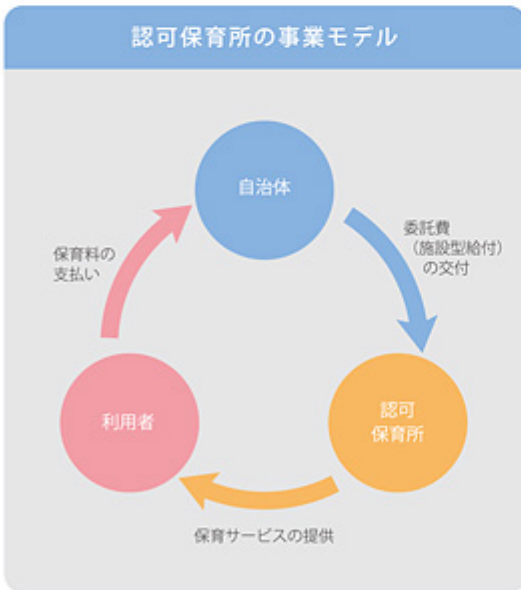 認可保育所の事業モデル
自治体
保育料の
支払い
委託費
(施設型給付)
の交付
利用者
認可
保育所
保育サービスの提供